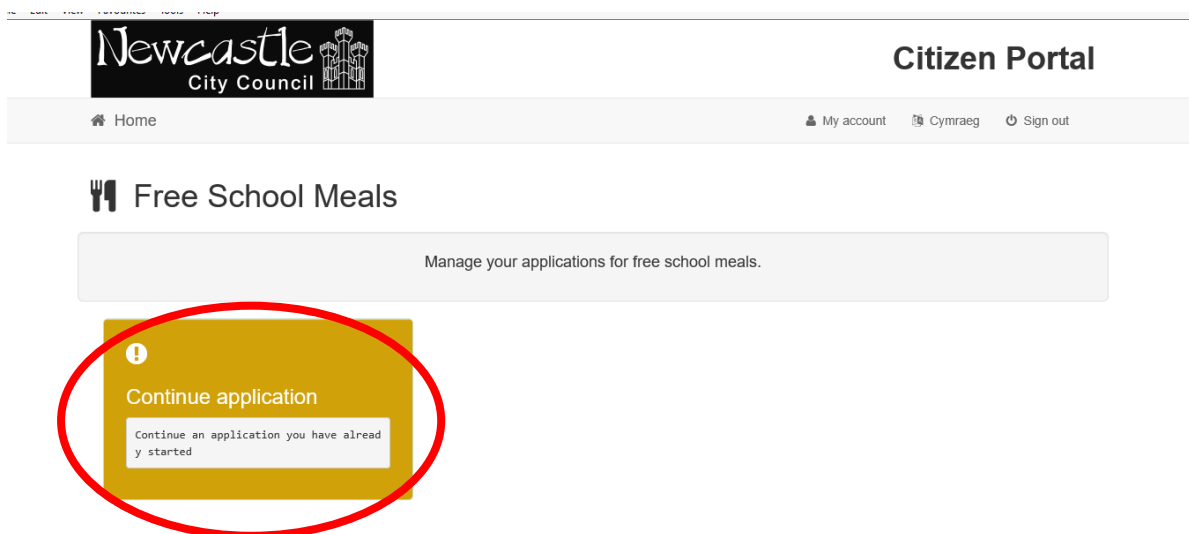 Newcastle
City Council
Citizen Portal
Home
My account Cymraeg Sign out
Free School Meals
Manage your applications for free school meals.
Continue application
Continue an application you have alread
y started